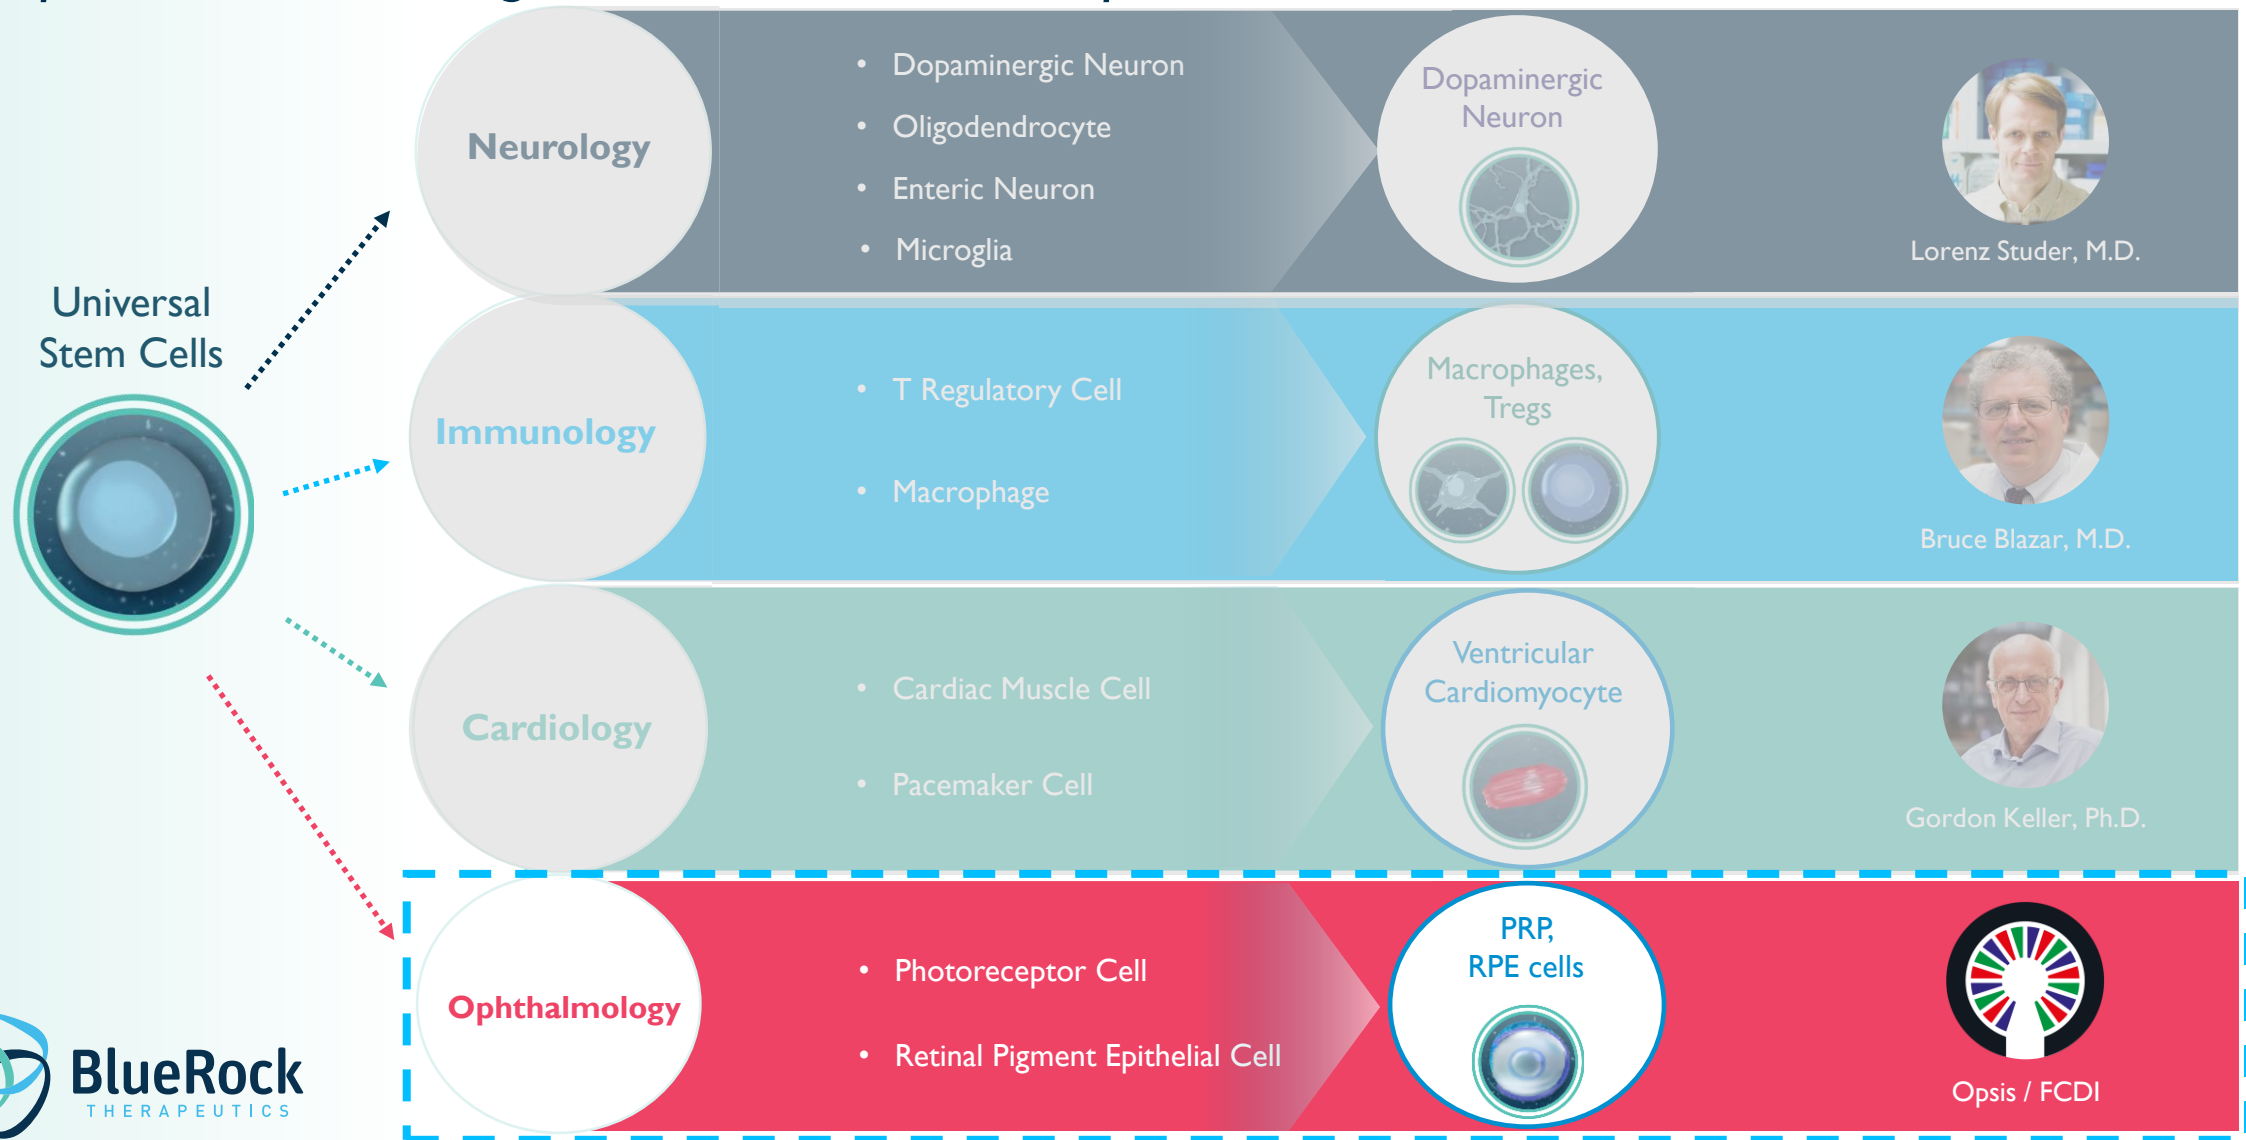 Universal
Stem Cells
Neurology
• Dopaminergic Neuron
• Oligodendrocyte
• Enteric Neuron
• Microglia
Dopaminergic
Neuron
Lorenz Studer, M.D.
Immunology
• T Regulatory Cell
• Macrophage
Macrophages,
Tregs
Bruce Blazar, M.D.
Cardiology
• Cardiac Muscle Cell
• Pacemaker Cell
Ventricular
Cardiomyocyte
Gordon Keller, Ph.D.
Ophthalmology
• Photoreceptor Cell
• Retinal Pigment Epithelial Cell
PRP,
RPE cells
Opsis / FCDI
BlueRock
THERAPEUTICS